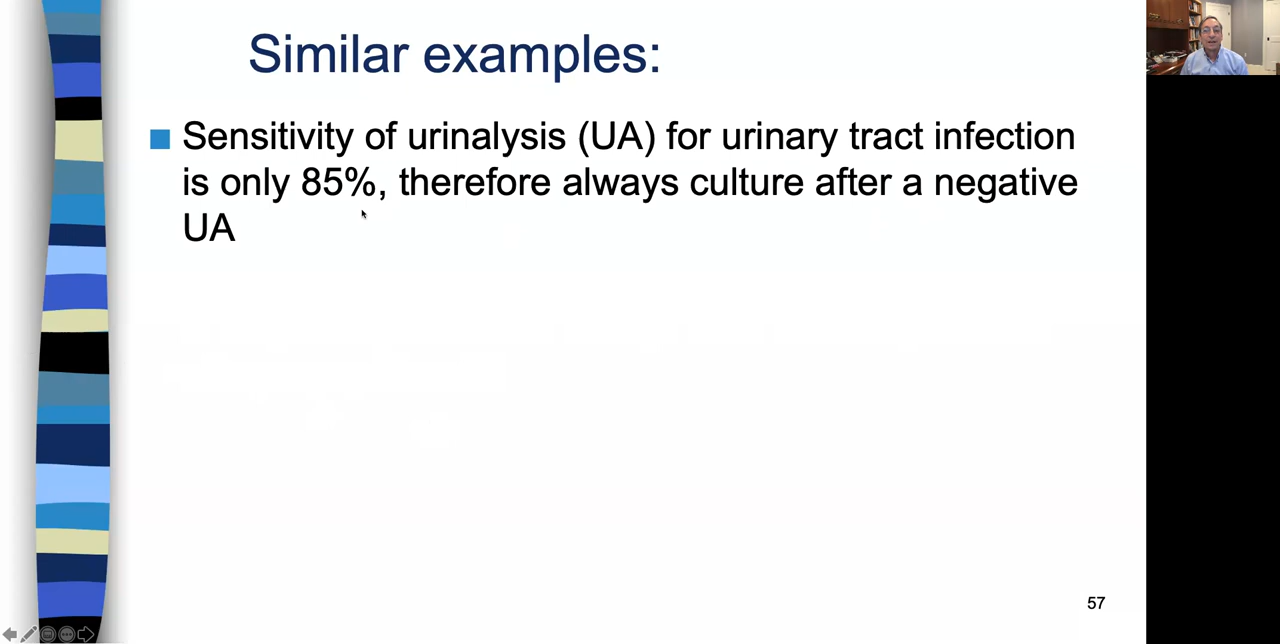 Similar examples:
Sensitivity of urinalysis (UA) for urinary tract infection
is only 85%, therefore always culture after a negative
UA
57